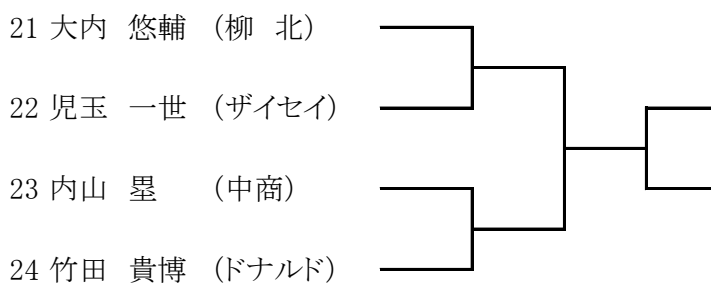 21 大内 悠輔 (柳 北)
22 児玉 一世 (ザイセイ)
23 内山 塁 (中商)
24 竹田 貴博 (ドナルド)